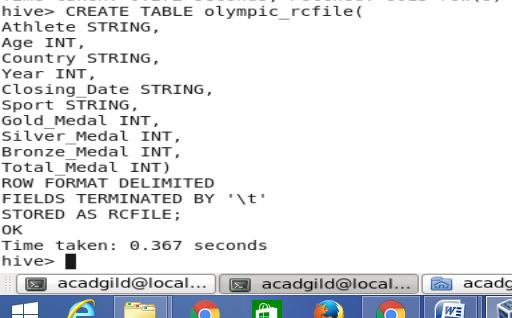 hive> CREATE TABLE olympic_rcfile(
Athlete STRING,
Age INT,
Country STRING,
Year INT,
Closing_Date STRING,
Sport STRING,
Gold_Medal INT,
Silver_Medal INT,
Bronze_Medal INT,
Total_Medal INT)
ROW FORMAT DELIMITED
FIELDS TERMINATED BY '\t'
STORED AS RCFILE;
OK
Time taken: 0.367 seconds
hive>
acadgild@local... acadgild@local... acadg